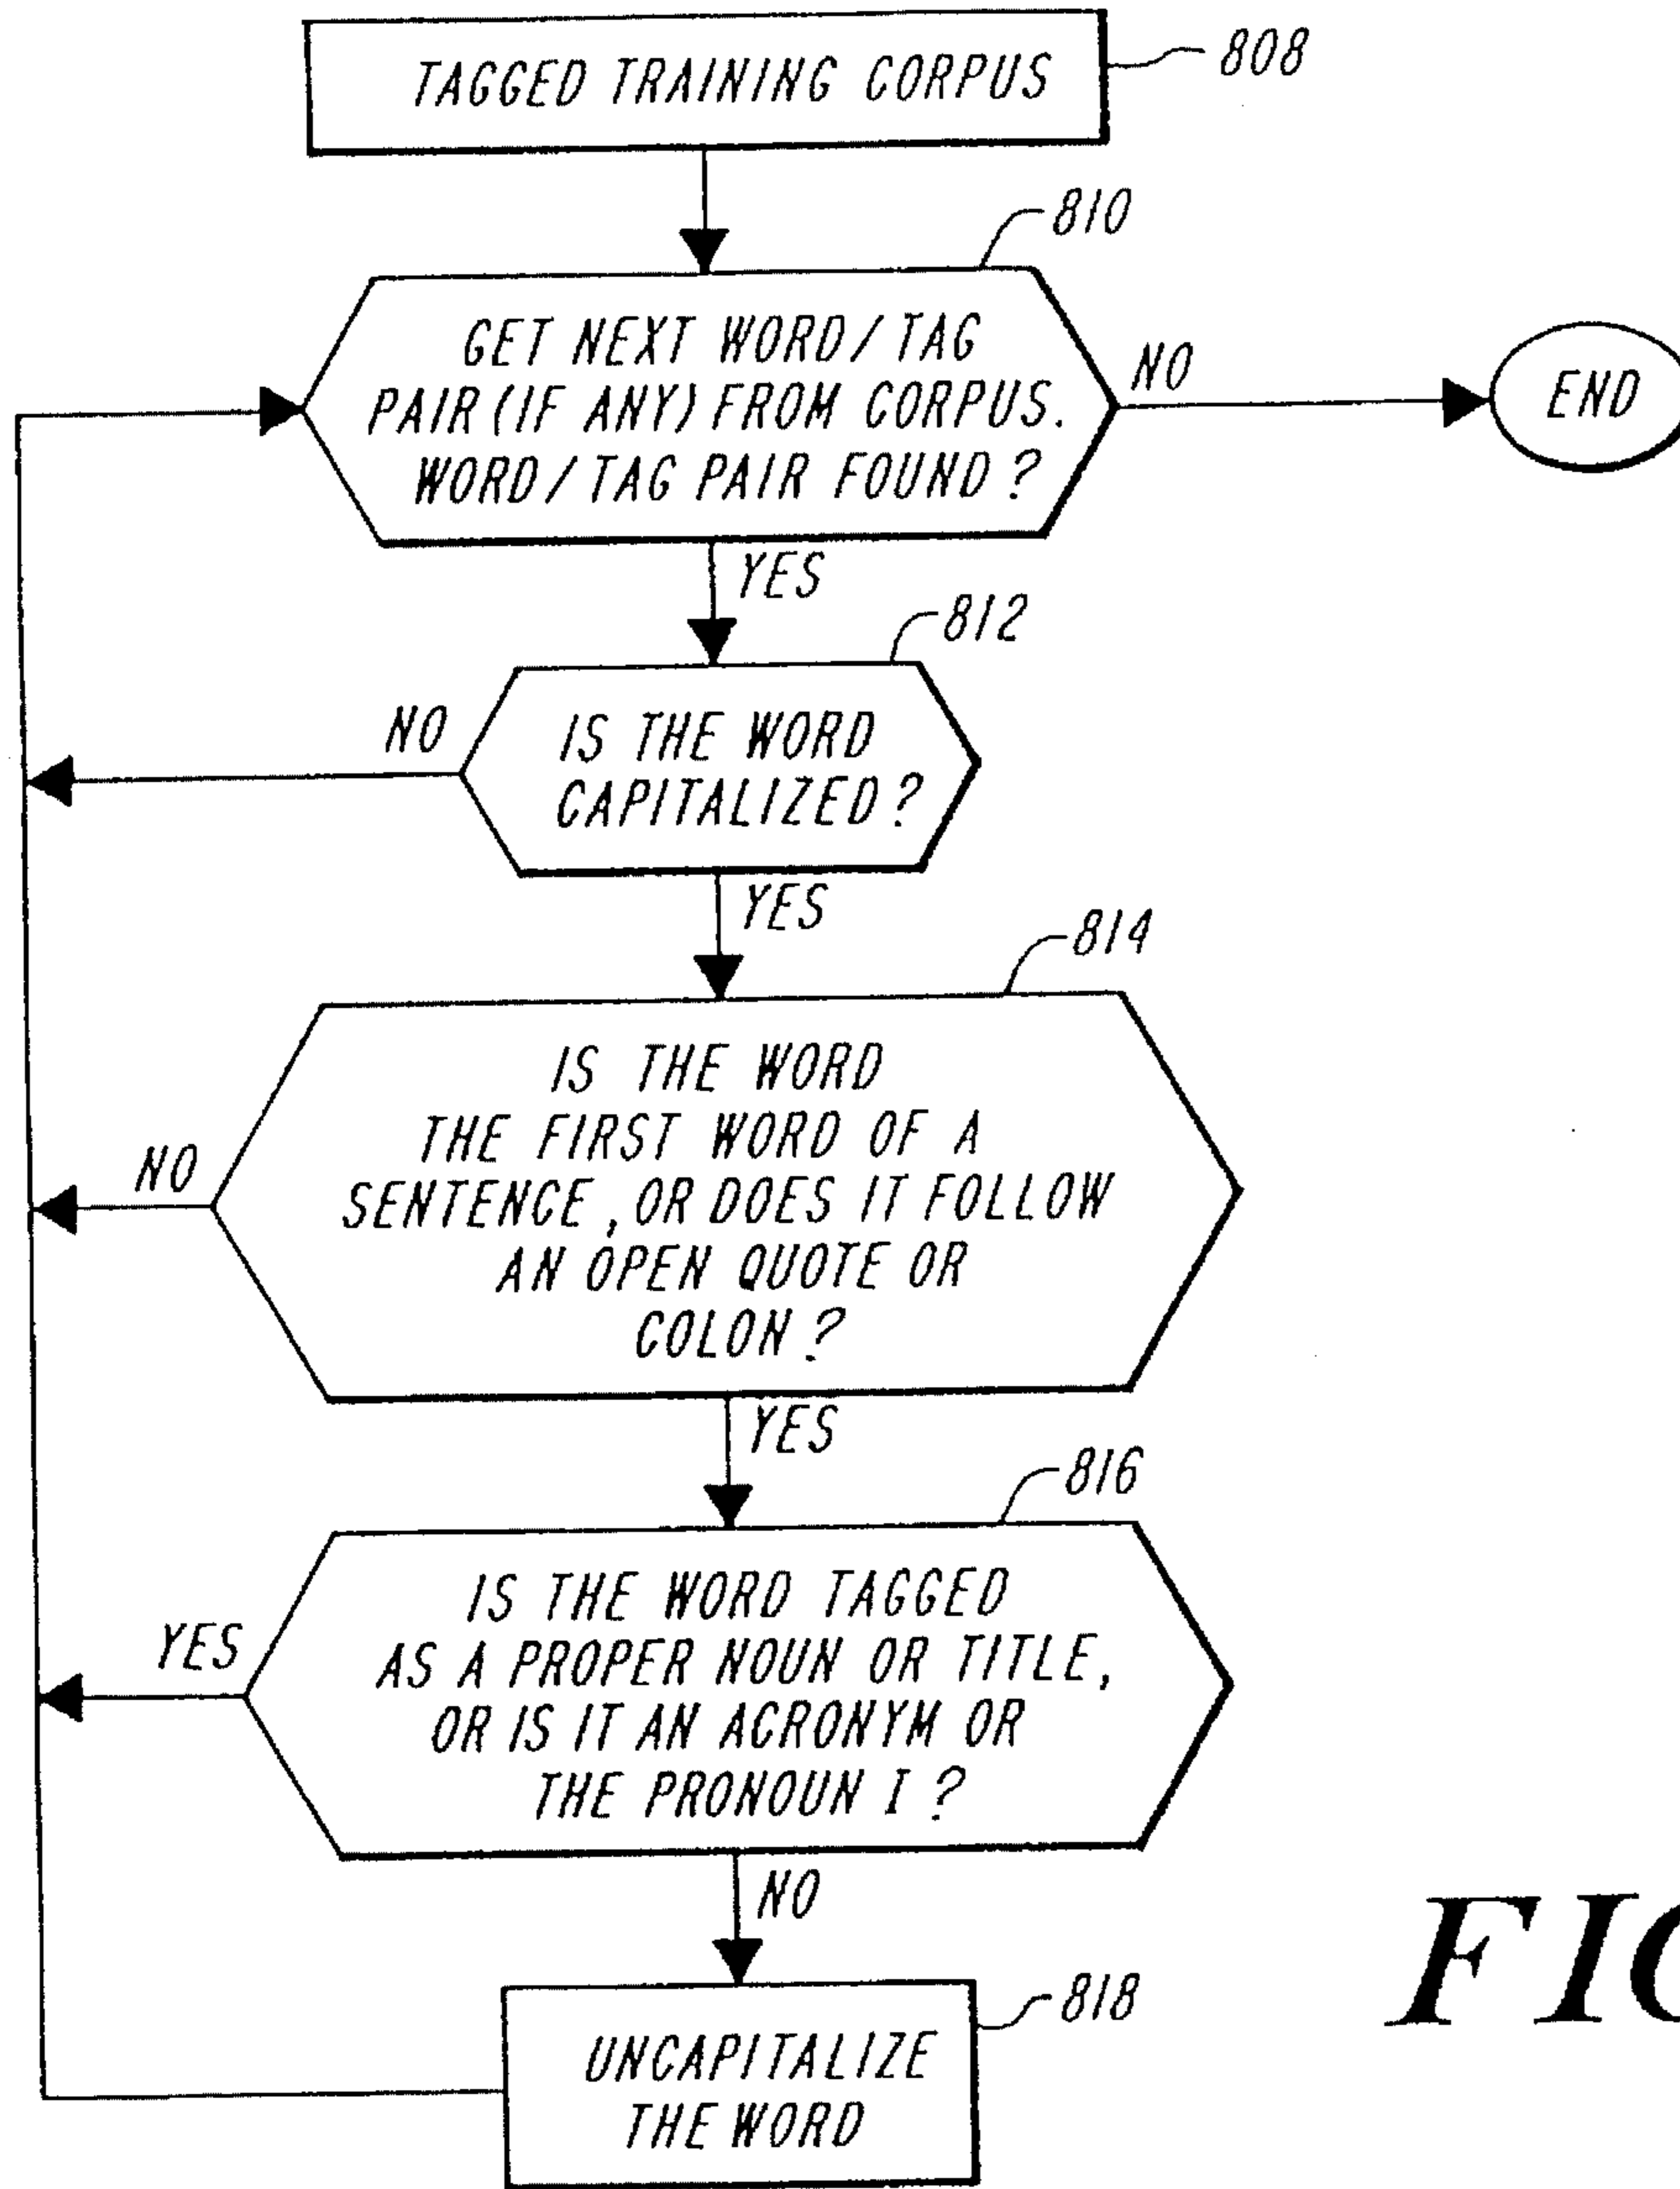 TAGGED TRAINING CORPUS
808
810
GET NEXT WORD/TAG
PAIR (IF ANY) FROM CORPUS.
WORD/TAG PAIR FOUND?
NO
END
YES
812
NO
IS THE WORD
CAPITALIZED?
YES
814
IS THE WORD
THE FIRST WORD OF A
NO
SENTENCE, OR DOES IT FOLLOW
AN OPEN QUOTE OR
COLON?
YES
816
IS THE WORD TAGGED
YES
AS A PROPER NOUN OR TITLE,
OR IS IT AN ACRONYM OR
THE PRONOUN I?
NO
818
UNCAPITALIZE
THE WORD